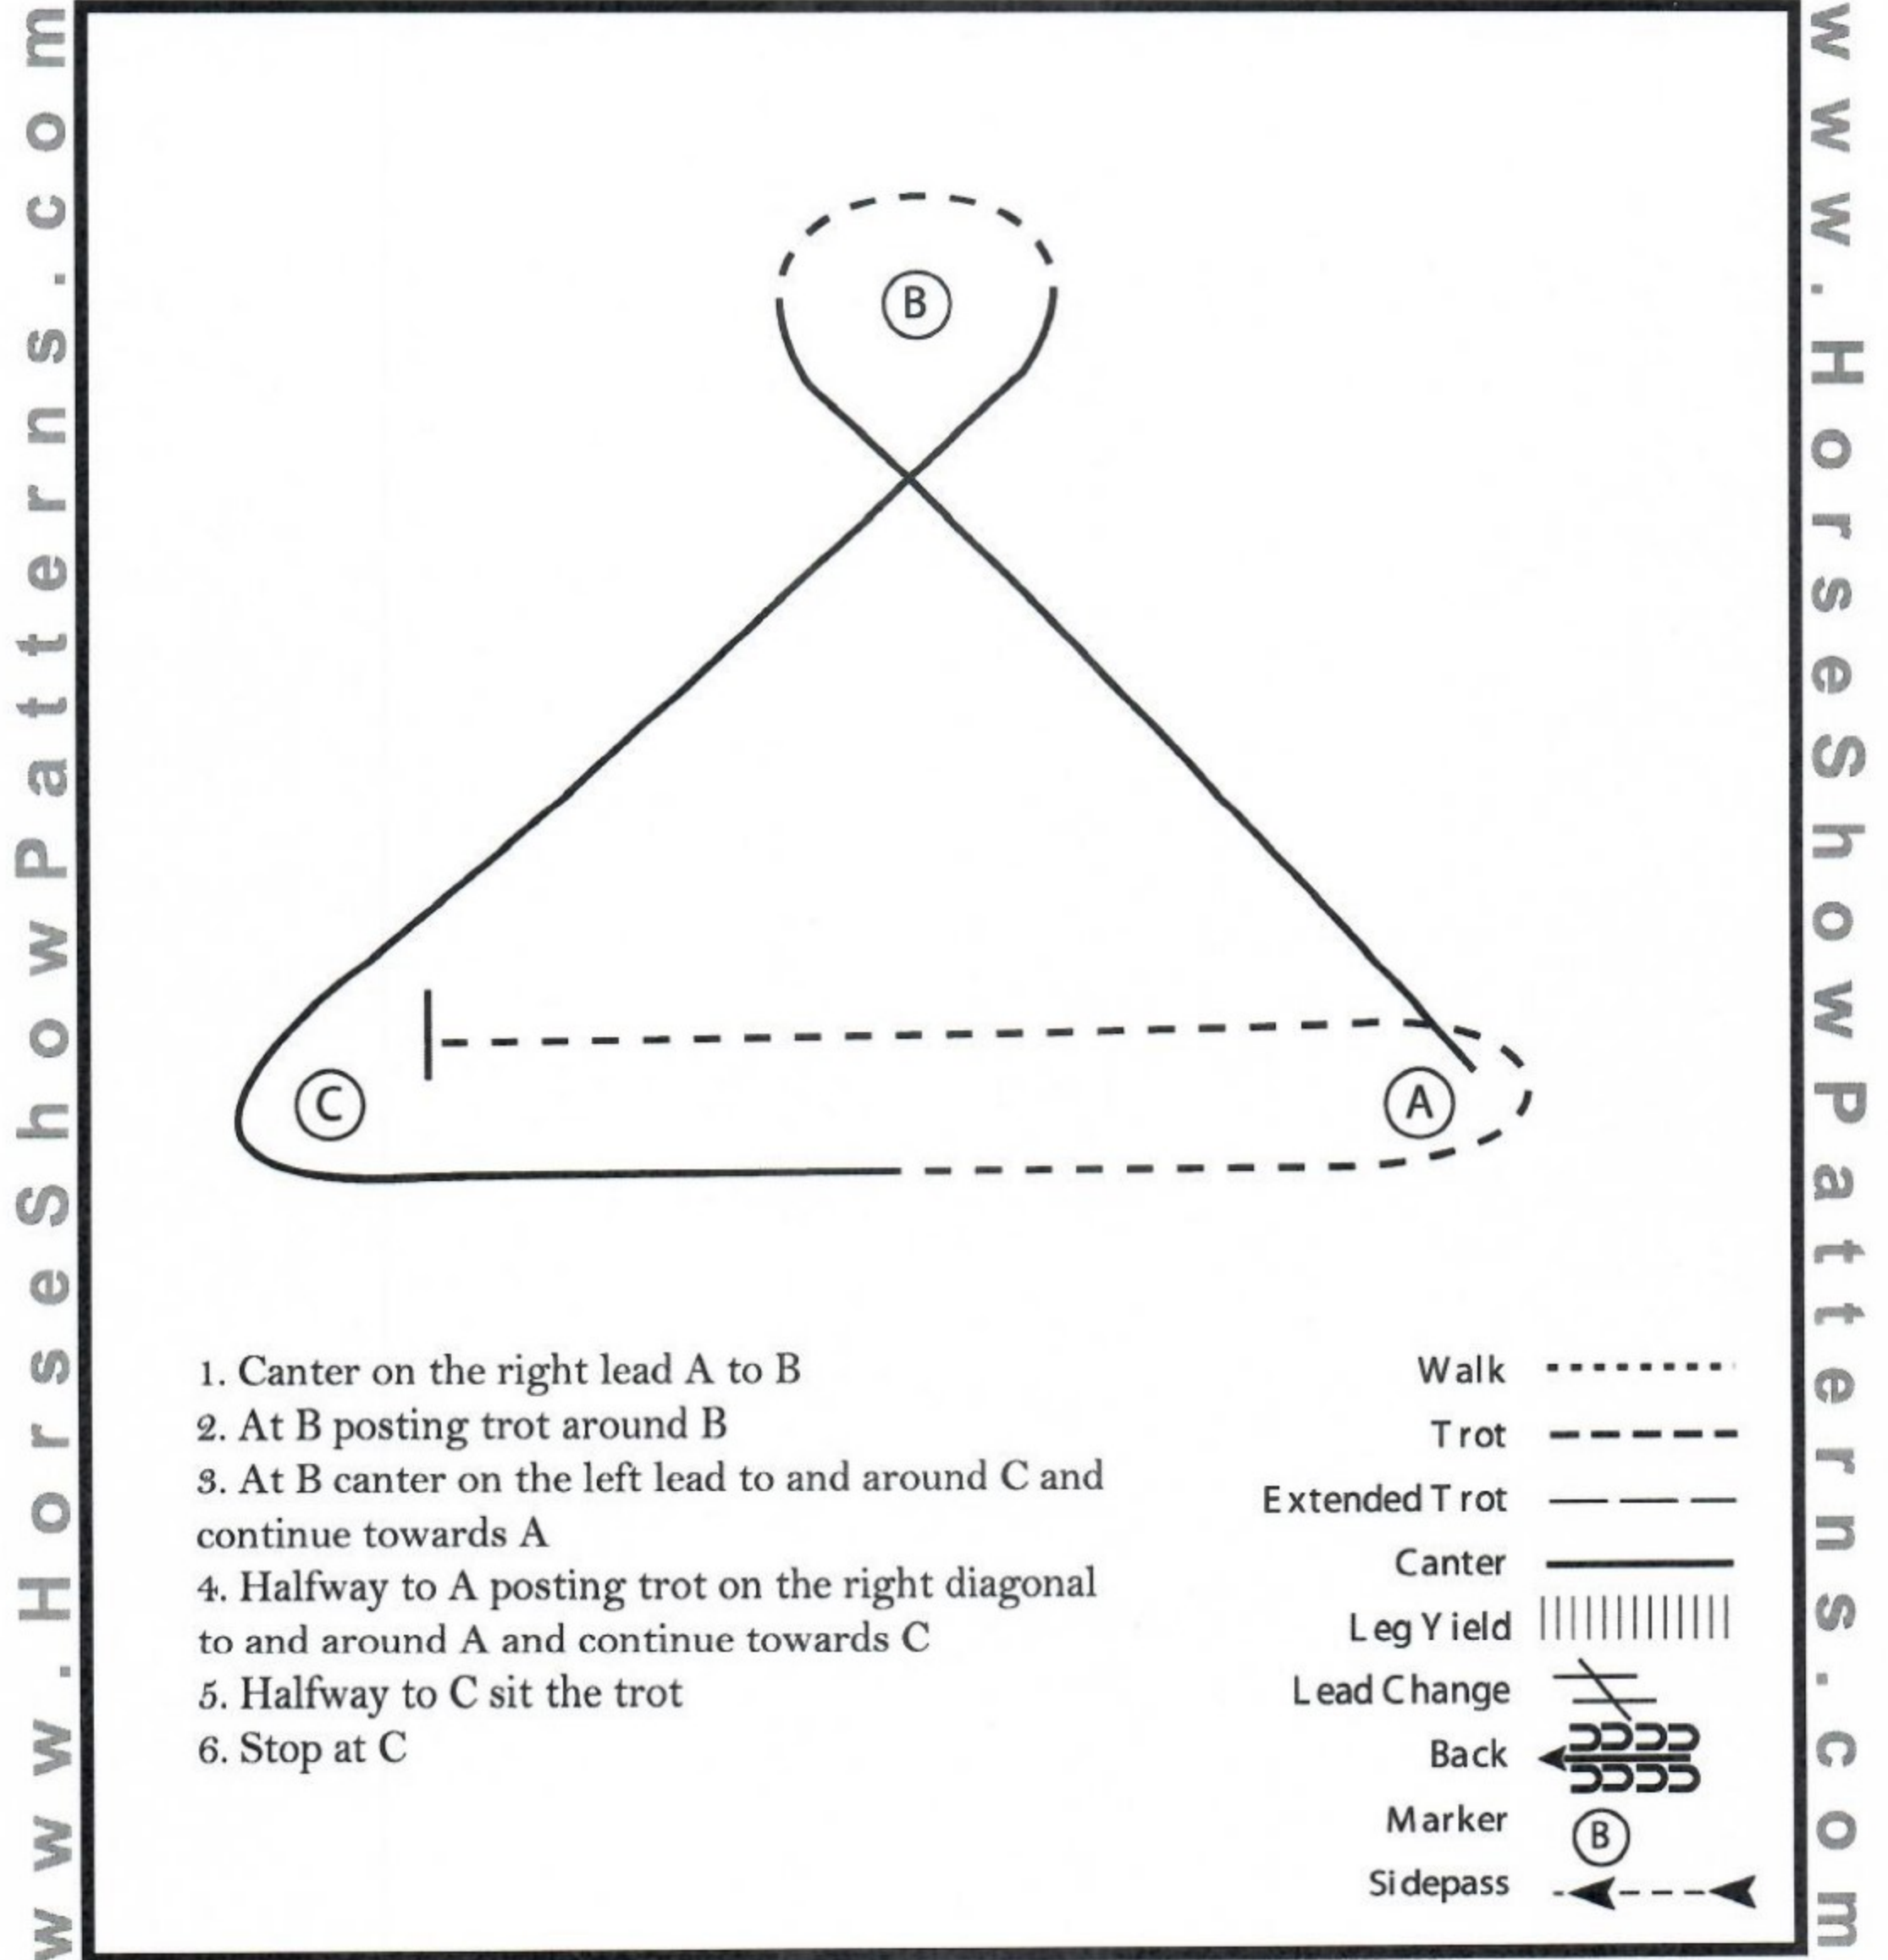 www.HorseShowPatterns.com
www.HorseShowPatterns.com
B
C
A
1. Canter on the right lead A to B
2. At B posting trot around B
3. At B canter on the left lead to and around C and
continue towards A
4. Halfway to A posting trot on the right diagonal
to and around A and continue towards C
5. Halfway to C sit the trot
6. Stop at C
Walk
Trot
Extended Trot
Canter
Leg Yield
Lead Change
Back
Marker B
Sidepass